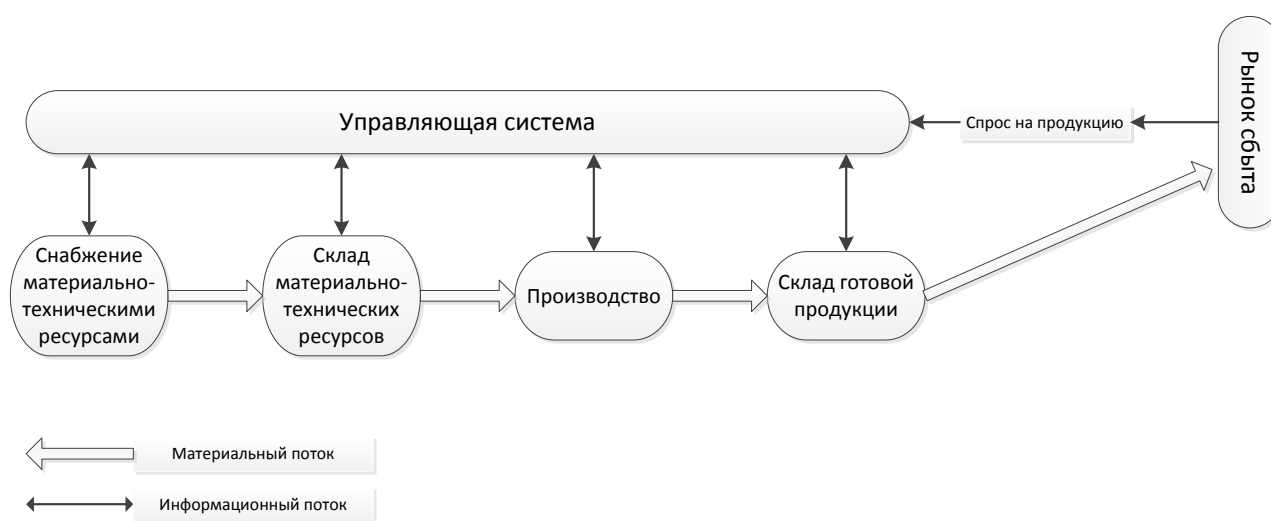 Рынок сбыта
Управляющая система
Спрос на продукцию
Снабжение
материально-
техническими
ресурсами
Склад
материально-
технических
ресурсов
Производство
Склад готовой
продукции
Материальный поток
Информационный поток